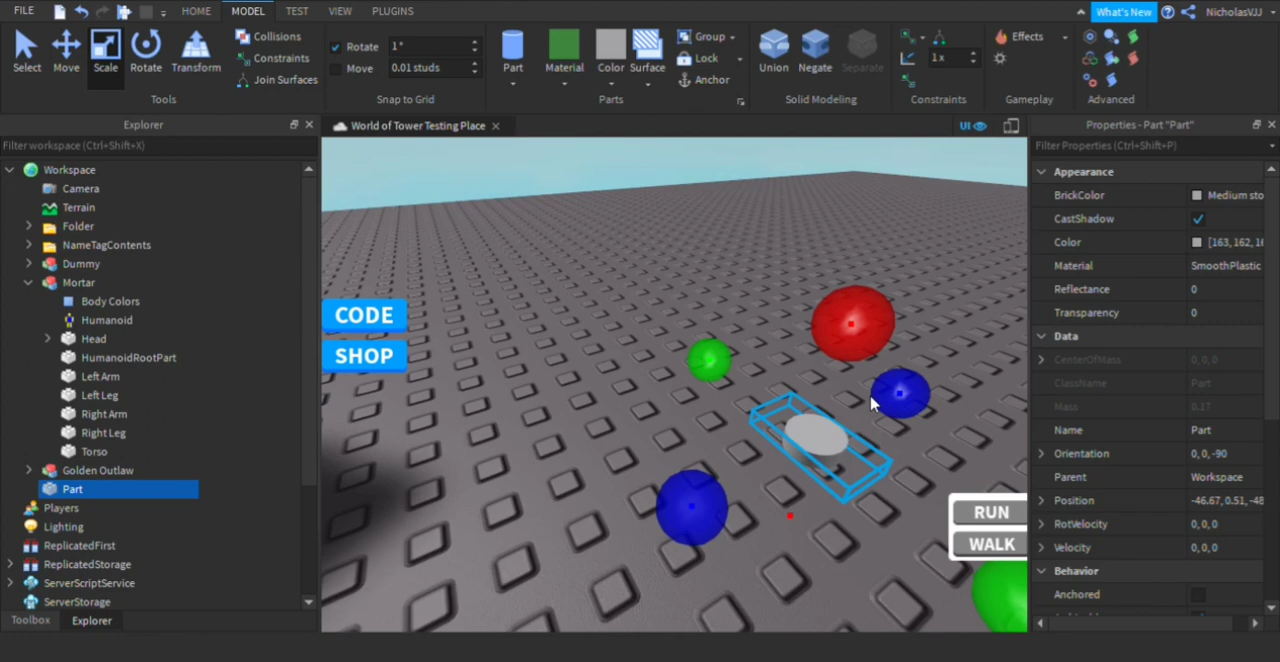 FILE HOME MODEL TEST VIEW PLUGINS What's New NicholasVJJ
Select Move Scale Rotate Transform
Collisions
Constraints
Join Surfaces
Tools
Rotate 1°
Move 0.01 studs
Snap to Grid
Part Material Color Surface
Group
Lock
Anchor
Parts
Union Negate Separate
Solid Modeling
1x
Constraints
Effects
Gameplay
Advanced
Explorer
Filter workspace (Ctrl+Shift+X)
Workspace
Camera
Terrain
Folder
NameTagContents
Dummy
Mortar
Body Colors
Humanoid
Head
HumanoidRootPart
Left Arm
Left Leg
Right Arm
Right Leg
Torso
Golden Outlaw
Part
Players
Lighting
ReplicatedFirst
ReplicatedStorage
ServerScriptService
ServerStorage
Toolbox Explorer
World of Tower Testing Place
UI
CODE
SHOP
RUN
WALK
Properties - Part "Part"
Filter Properties (Ctrl+Shift+P)
Appearance
BrickColor Medium sto
CastShadow
Color [163, 162, 16
Material SmoothPlastic
Reflectance 0
Transparency 0
Data
CenterOfMass 0, 0, 0
ClassName Part
Mass 0.17
Name Part
Orientation 0, 0, -90
Parent Workspace
Position -46.67, 0.51, -48
RotVelocity 0, 0, 0
Velocity 0, 0, 0
Behavior
Anchored